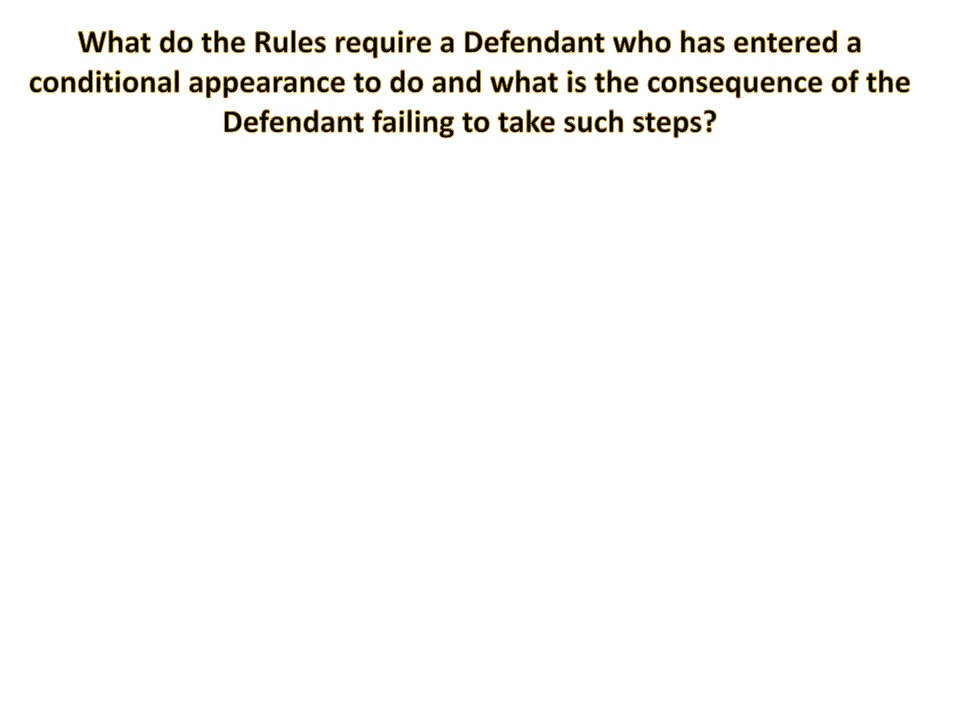 What do the Rules require a Defendant who has entered a
conditional appearance to do and what is the consequence of the
Defendant failing to take such steps?